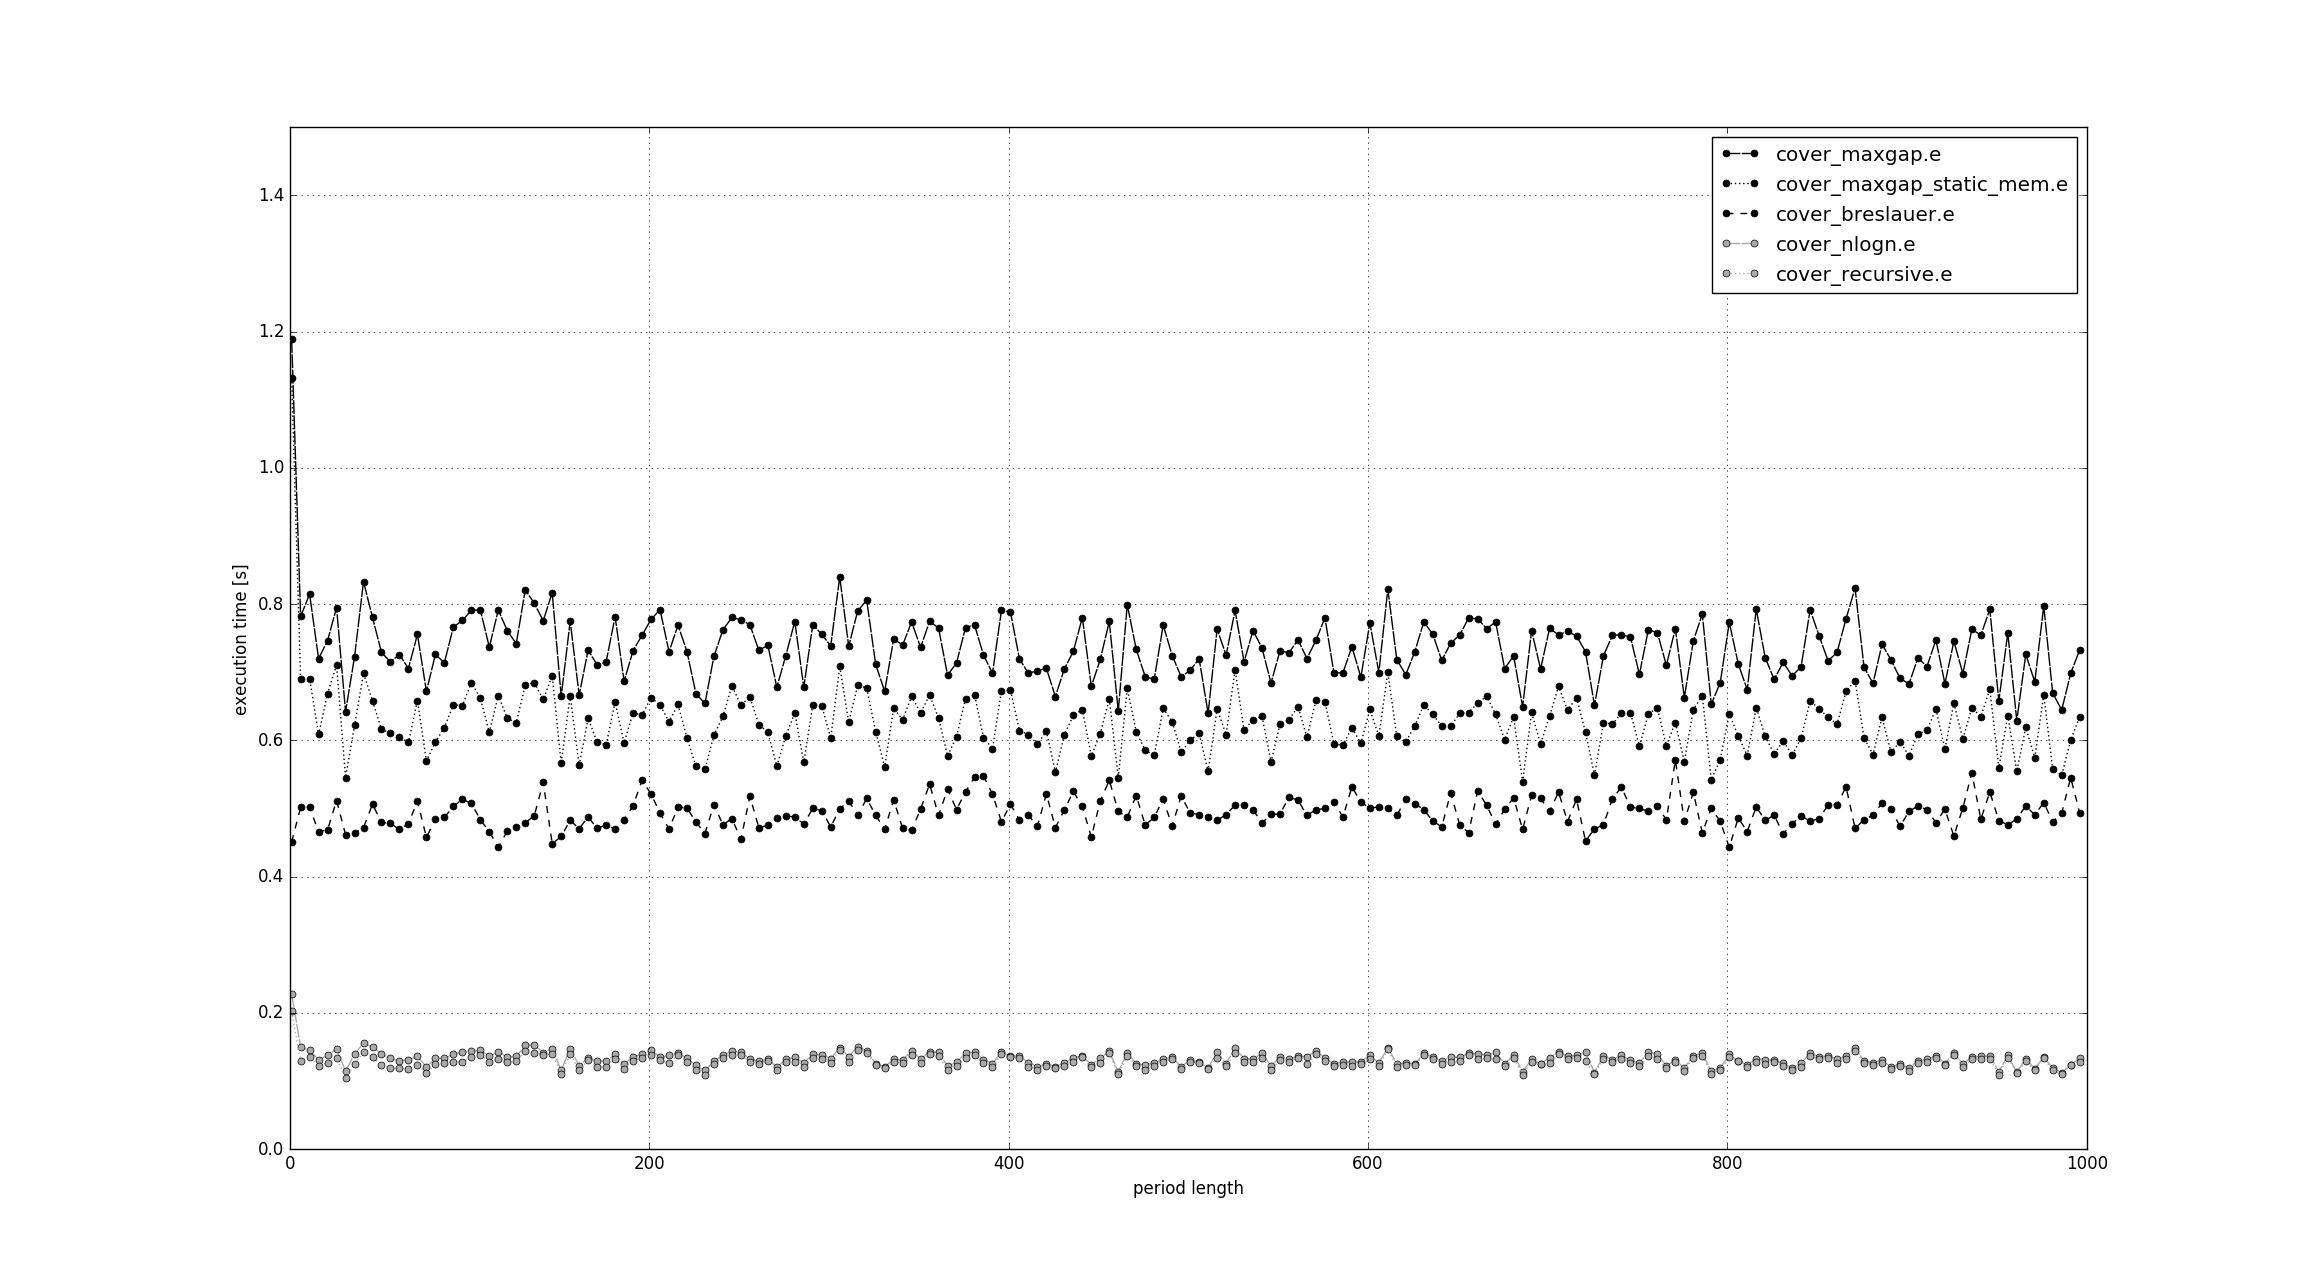 1.4
1.2
1.0
0.8
0.6
0.4
0.2
0.0
execution time [s]
cover_maxgap.e
cover_maxgap_static_mem.e
cover_breslauer.e
cover_nlogn.e
cover_recursive.e
0 200 400 600 800 1000
period length